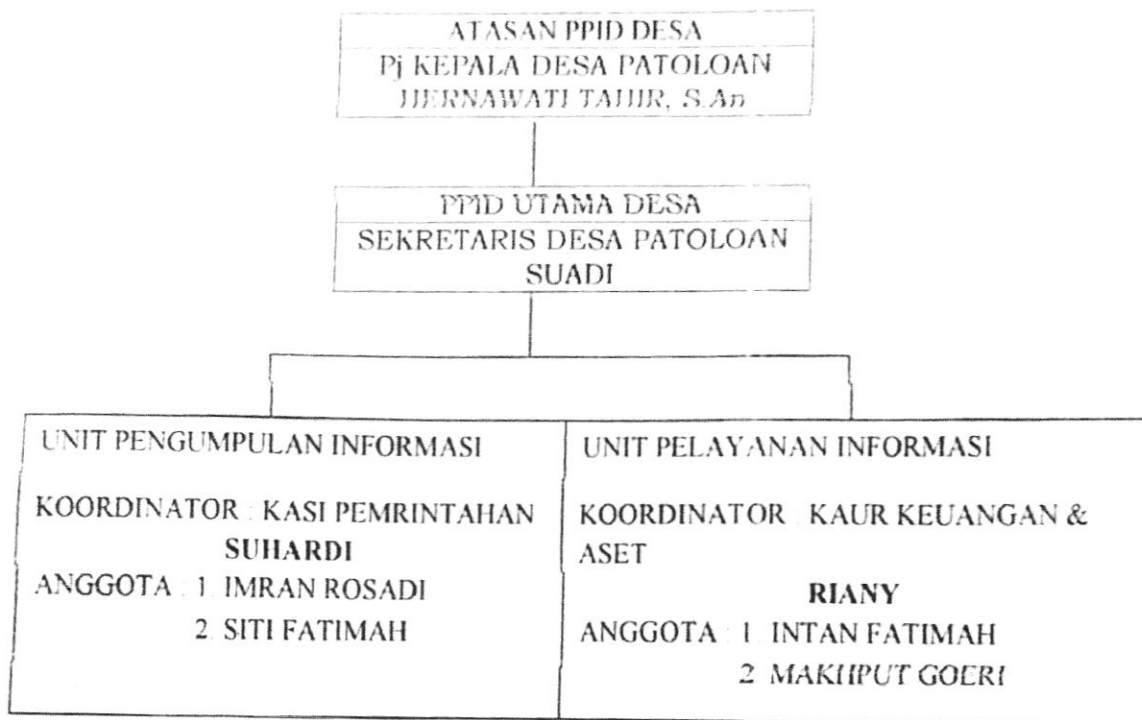 ATASAN PPID DESA
Pj KEPALA DESA PATOLOAN
HERNAWATI TAHIR, S.An
PPID UTAMA DESA
SEKRETARIS DESA PATOLOAN
SUADI
UNIT PENGUMPULAN INFORMASI
KOORDINATOR : KASI PEMRINTAHAN
SUHARDI
ANGGOTA : 1. IMRAN ROSADI
2. SITI FATIMAH
UNIT PELAYANAN INFORMASI
KOORDINATOR : KAUR KEUANGAN &
ASET
RIANY
ANGGOTA : 1. INTAN FATIMAH
2. MAKHPUT GOERI